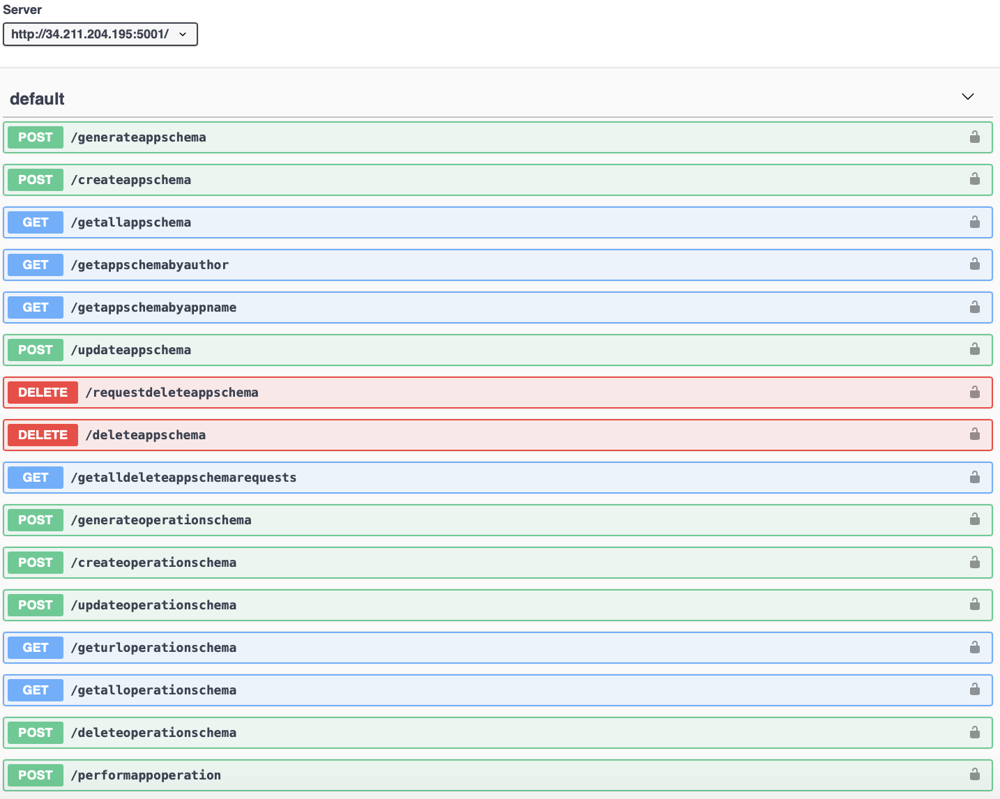 Server
http://34.211.204.195:5001/
default
POST /generateappschema
POST /createappschema
GET /getallappschema
GET /getappschemabyauthor
GET /getappschemabyappname
POST /updateappschema
DELETE /requestdeleteappschema
DELETE /deleteappschema
GET /getalldeleteappschemarequests
POST /generateoperationschema
POST /createoperationschema
POST /updateoperationschema
GET /geturloperationschema
GET /getalloperationschema
POST /deleteoperationschema
POST /performappoperation